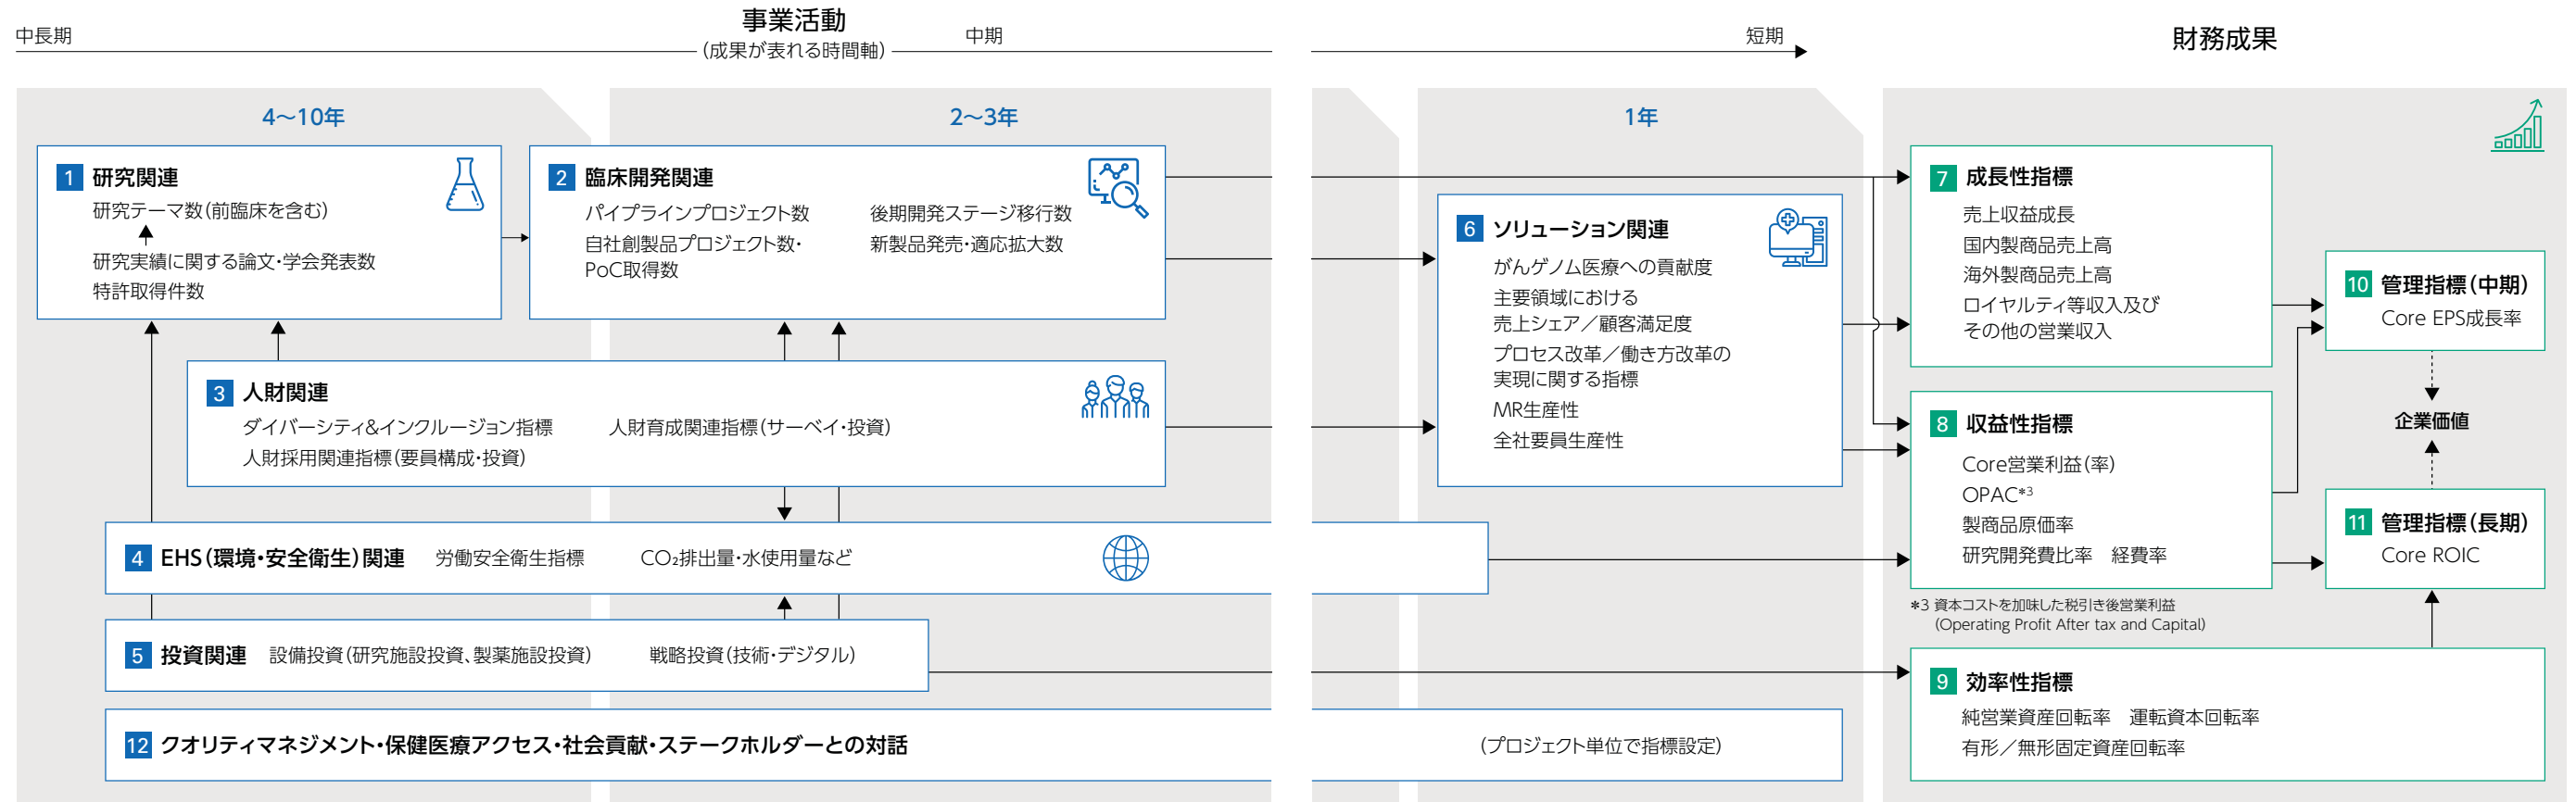 事業活動
中長期
(成果が表れる時間軸)
中期
短期
財務成果
4〜10年
2〜3年
1年
1 研究関連
研究テーマ数(前臨床を含む)
研究実績に関する論文・学会発表数
特許取得件数
2 臨床開発関連
パイプラインプロジェクト数
自社創製品プロジェクト数・
PoC取得数
後期開発ステージ移行数
新製品発売・適応拡大数
3 人財関連
ダイバーシティ&インクルージョン指標
人財育成関連指標(サーベイ・投資)
人財採用関連指標(要員構成・投資)
4 EHS(環境・安全衛生)関連 労働安全衛生指標 CO₂排出量・水使用量など
5 投資関連 設備投資(研究施設投資、製薬施設投資) 戦略投資(技術・デジタル)
12 クオリティマネジメント・保健医療アクセス・社会貢献・ステークホルダーとの対話 (プロジェクト単位で指標設定)
6 ソリューション関連
がんゲノム医療への貢献度
主要領域における
売上シェア/顧客満足度
プロセス改革/働き方改革の
実現に関する指標
MR生産性
全社要員生産性
7 成長性指標
売上収益成長
国内製商品売上高
海外製商品売上高
ロイヤルティ等収入及び
その他の営業収入
8 収益性指標
Core営業利益(率)
OPAC*3
製商品原価率
研究開発費比率 経費率
*3 資本コストを加味した税引き後営業利益
(Operating Profit After tax and Capital)
9 効率性指標
純営業資産回転率 運転資本回転率
有形/無形固定資産回転率
10 管理指標(中期)
Core EPS成長率
企業価値
11 管理指標(長期)
Core ROIC